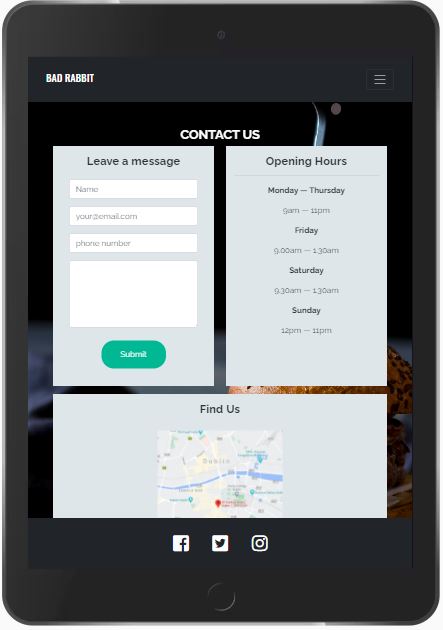 BAD RABBIT
CONTACT US
Leave a message
Name
your@email.com
phone number
Submit
Opening Hours
Monday — Thursday
9am — 11pm
Friday
9.00am — 1.30am
Saturday
9.30am — 1.30am
Sunday
12pm — 11pm
Find Us
Dublin